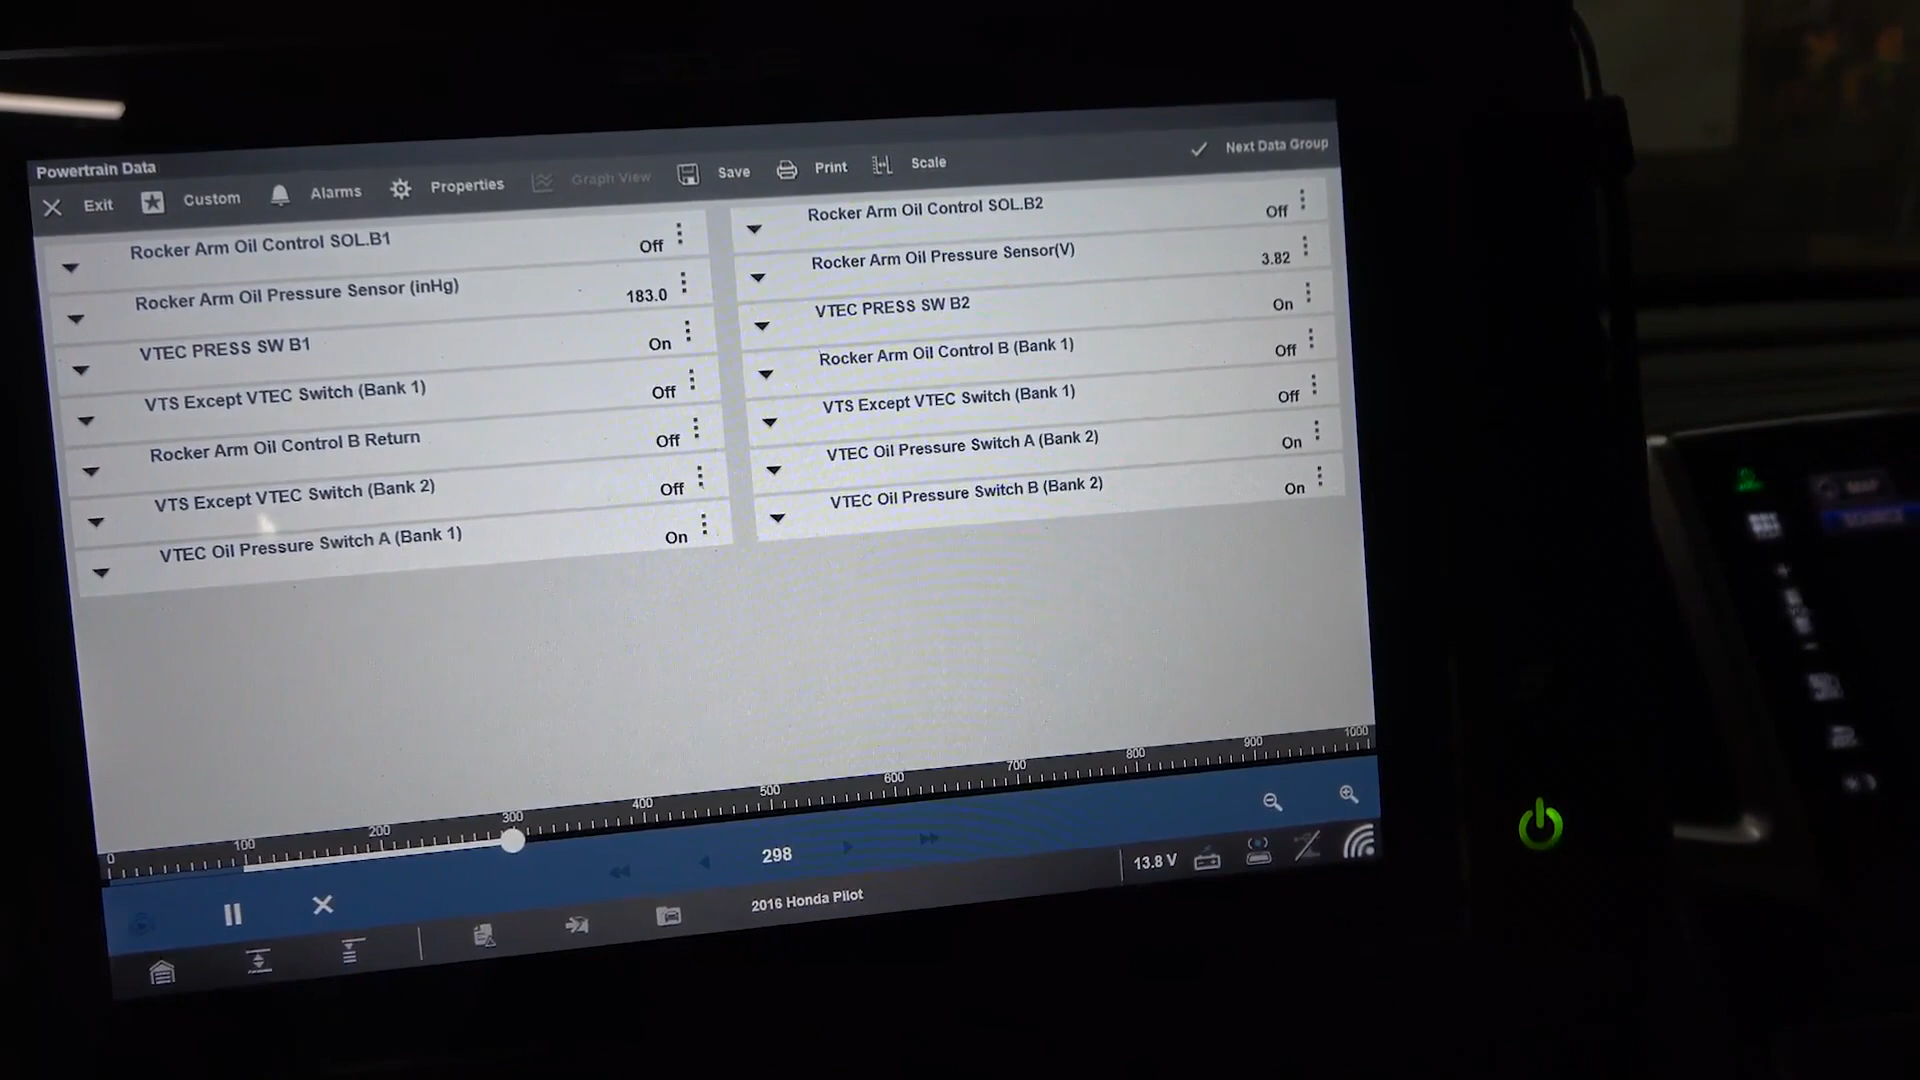 Powertrain Data
Exit
Custom
Alarms
Properties
Graph View
Save
Print
Scale
Next Data Group
Rocker Arm Oil Control SOL.B1 Off
Rocker Arm Oil Pressure Sensor (inHg) 183.0
VTEC PRESS SW B1 On
VTS Except VTEC Switch (Bank 1) Off
Rocker Arm Oil Control B Return Off
VTS Except VTEC Switch (Bank 2) Off
VTEC Oil Pressure Switch A (Bank 1) On
Rocker Arm Oil Control SOL.B2 Off
Rocker Arm Oil Pressure Sensor(V) 3.82
VTEC PRESS SW B2 On
Rocker Arm Oil Control B (Bank 1) Off
VTS Except VTEC Switch (Bank 1) Off
VTEC Oil Pressure Switch A (Bank 2) On
VTEC Oil Pressure Switch B (Bank 2) On
0 100 200 300 400 500 600 700 800 900 1000
298
2016 Honda Pilot
13.8 V